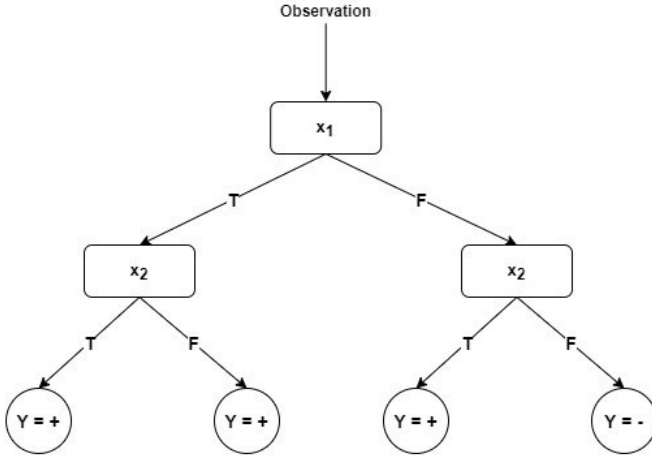 Observation
x₁
T
F
x₂
x₂
T
F
T
F
Y = +
Y = +
Y = +
Y = -